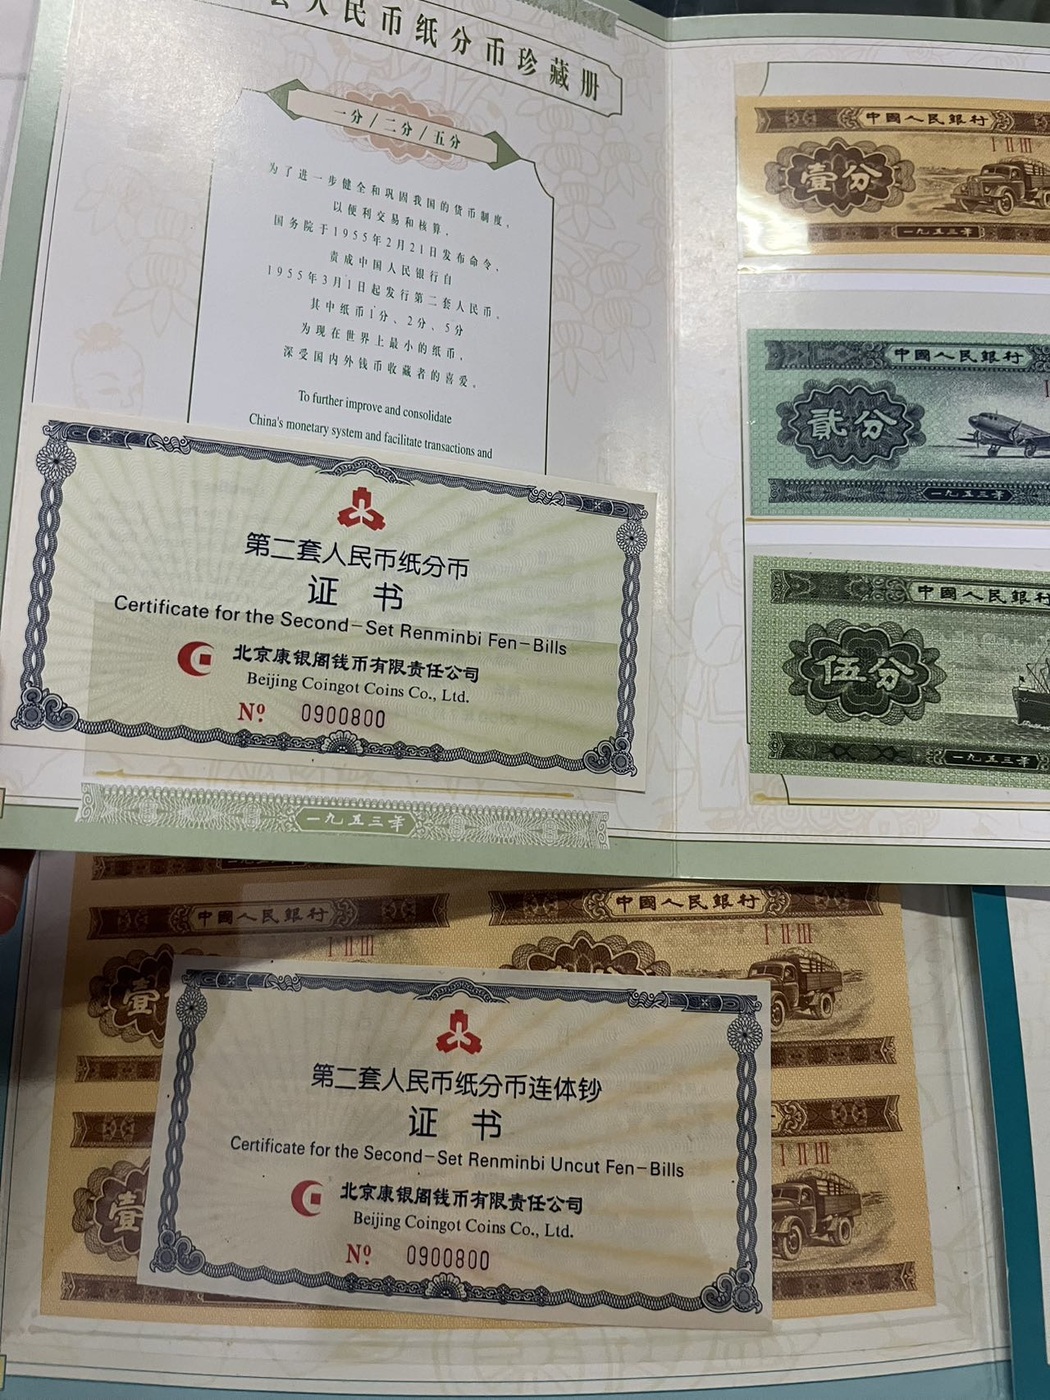 套人民币纸分币珍藏册
一分/二分/五分
为了进一步健全和巩固我国的货币制度，
以便利交易和核算，
国务院于1955年2月21日发布命令、
责成中国人民银行自
1955年3月1日起发行第二套人民币，
其中纸币1分、2分、5分
为现在世界上最小的纸币，
深受国内外钱币收藏者的喜爱。
To further improve and consolidate
China's monetary system and facilitate transactions and
第二套人民币纸分币
证 书
Certificate for the Second-Set Renminbi Fen-Bills
北京康银阁钱币有限责任公司
Beijing Coingot Coins Co., Ltd.
Nº 0900800
一九五三年
中國人民銀行
I II III
壹分
一九五三年
中國人民銀行
貳分
一九五三年
中國人民銀行
伍分
一九五三年
中國人民銀行
I II III
壹
中國人民銀行
I II III
壹
I II III
第二套人民币纸分币连体钞
证 书
Certificate for the Second-Set Renminbi Uncut Fen-Bills
北京康银阁钱币有限责任公司
Beijing Coingot Coins Co., Ltd.
Nº 0900800